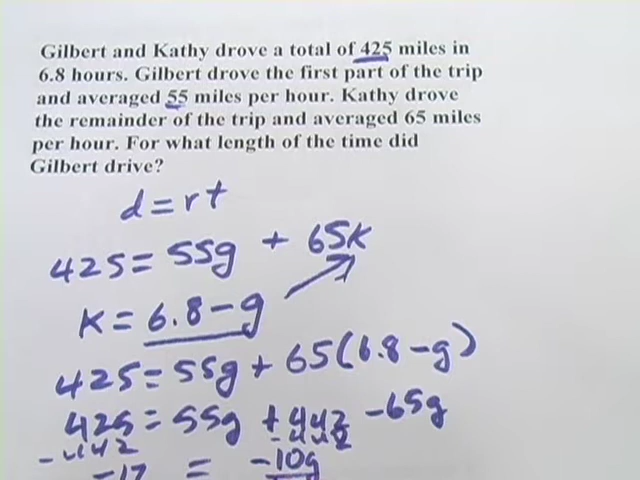 Gilbert and Kathy drove a total of 425 miles in
6.8 hours. Gilbert drove the first part of the trip
and averaged 55 miles per hour. Kathy drove
the remainder of the trip and averaged 65 miles
per hour. For what length of the time did
Gilbert drive?
d = rt
425 = 55g + 65k
k = 6.8 - g
425 = 55g + 65(6.8 - g)
425 = 55g + 442 - 65g
-442 -442
-17 = -10g